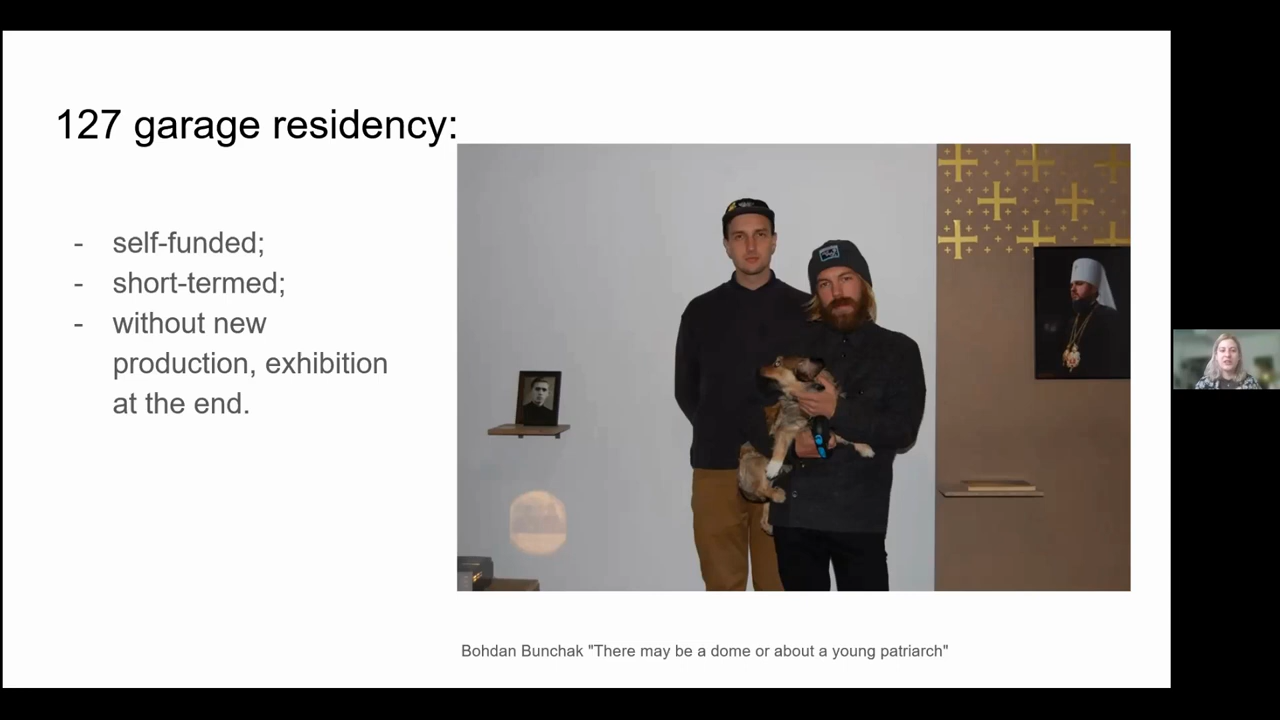 127 garage residency:
- self-funded;
- short-termed;
- without new
production, exhibition
at the end.
Bohdan Bunchak "There may be a dome or about a young patriarch"